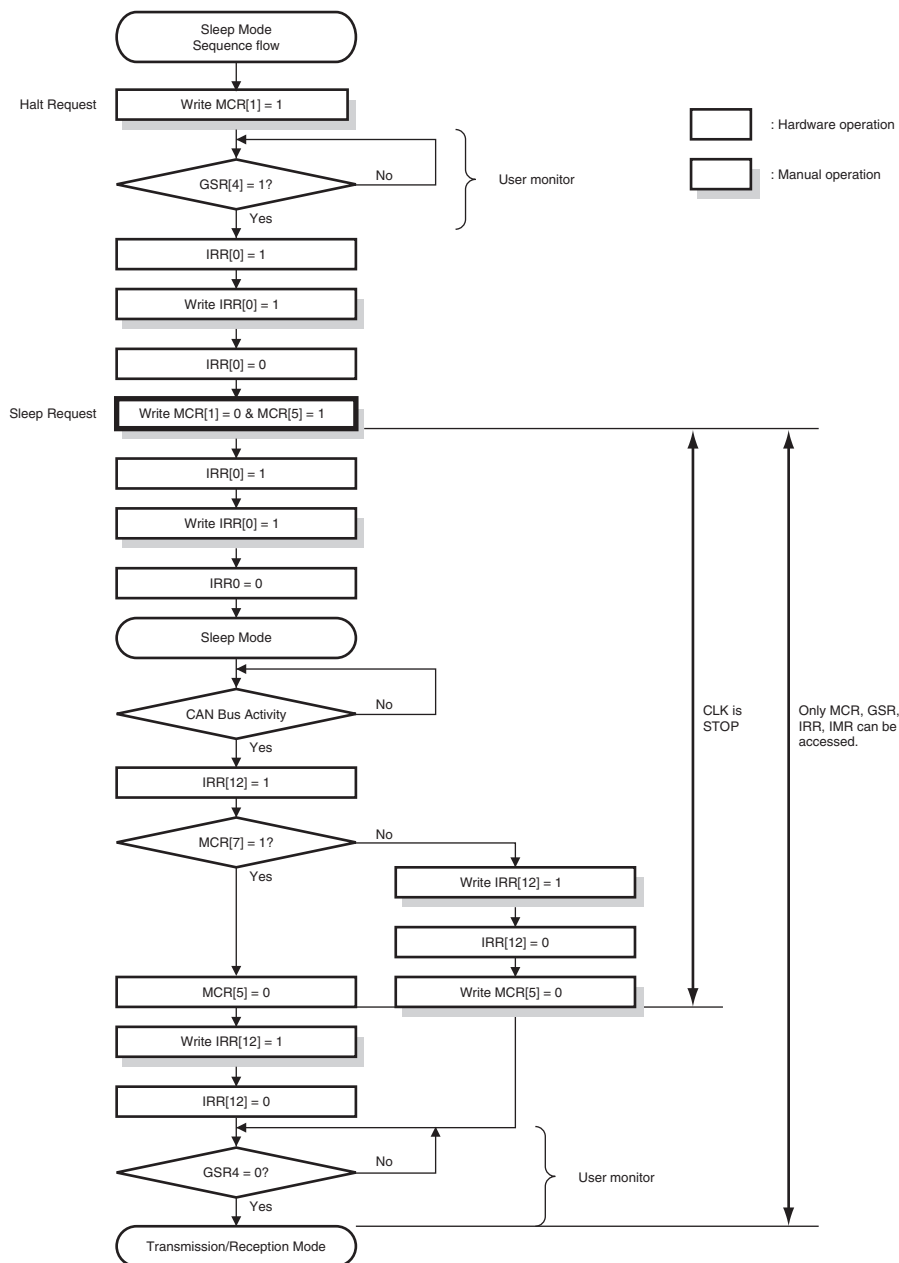 Sleep Mode
Sequence flow
Halt Request
Write MCR[1] = 1
: Hardware operation
GSR[4] = 1?
No
User monitor
: Manual operation
Yes
IRR[0] = 1
Write IRR[0] = 1
IRR[0] = 0
Sleep Request
Write MCR[1] = 0 & MCR[5] = 1
IRR[0] = 1
Write IRR[0] = 1
IRR0 = 0
Sleep Mode
CAN Bus Activity
No
CLK is
STOP
Only MCR, GSR,
IRR, IMR can be
accessed.
Yes
IRR[12] = 1
MCR[7] = 1?
No
Yes
Write IRR[12] = 1
IRR[12] = 0
MCR[5] = 0
Write MCR[5] = 0
Write IRR[12] = 1
IRR[12] = 0
GSR4 = 0?
No
User monitor
Yes
Transmission/Reception Mode